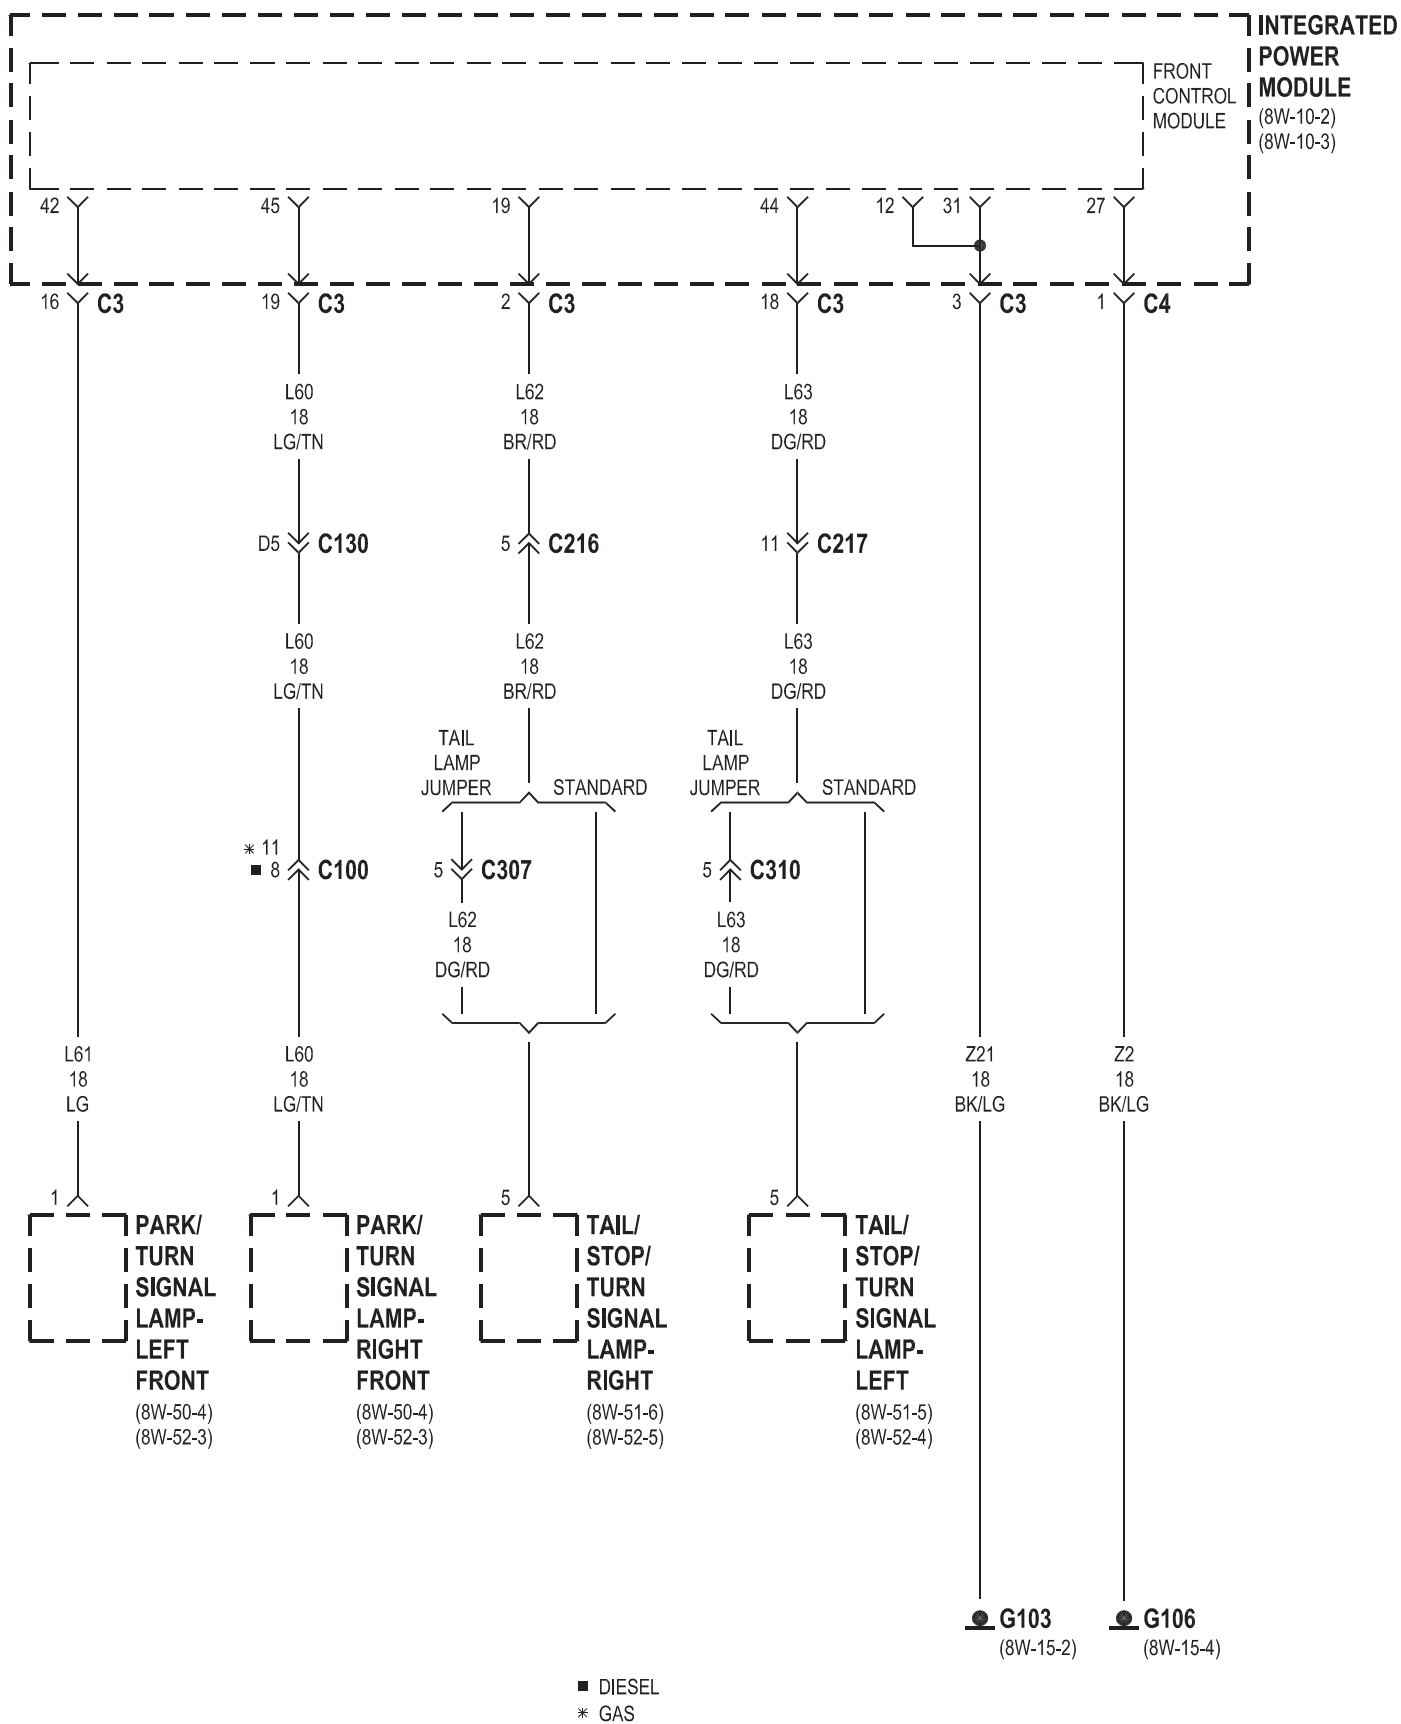 INTEGRATED
POWER
MODULE
(8W-10-2)
(8W-10-3)
FRONT
CONTROL
MODULE
42
45
19
44
12
31
27
16 C3
19 C3
2 C3
18 C3
3 C3
1 C4
L60
18
LG/TN
L62
18
BR/RD
L63
18
DG/RD
D5 C130
5 C216
11 C217
L60
18
LG/TN
L62
18
BR/RD
L63
18
DG/RD
TAIL
LAMP
JUMPER
STANDARD
TAIL
LAMP
JUMPER
STANDARD
* 11
■ 8 C100
5 C307
5 C310
L62
18
DG/RD
L63
18
DG/RD
L61
18
LG
L60
18
LG/TN
Z21
18
BK/LG
Z2
18
BK/LG
1
1
5
5
PARK/
TURN
SIGNAL
LAMP-
LEFT
FRONT
(8W-50-4)
(8W-52-3)
PARK/
TURN
SIGNAL
LAMP-
RIGHT
FRONT
(8W-50-4)
(8W-52-3)
TAIL/
STOP/
TURN
SIGNAL
LAMP-
RIGHT
(8W-51-6)
(8W-52-5)
TAIL/
STOP/
TURN
SIGNAL
LAMP-
LEFT
(8W-51-5)
(8W-52-4)
G103
(8W-15-2)
G106
(8W-15-4)
■ DIESEL
* GAS